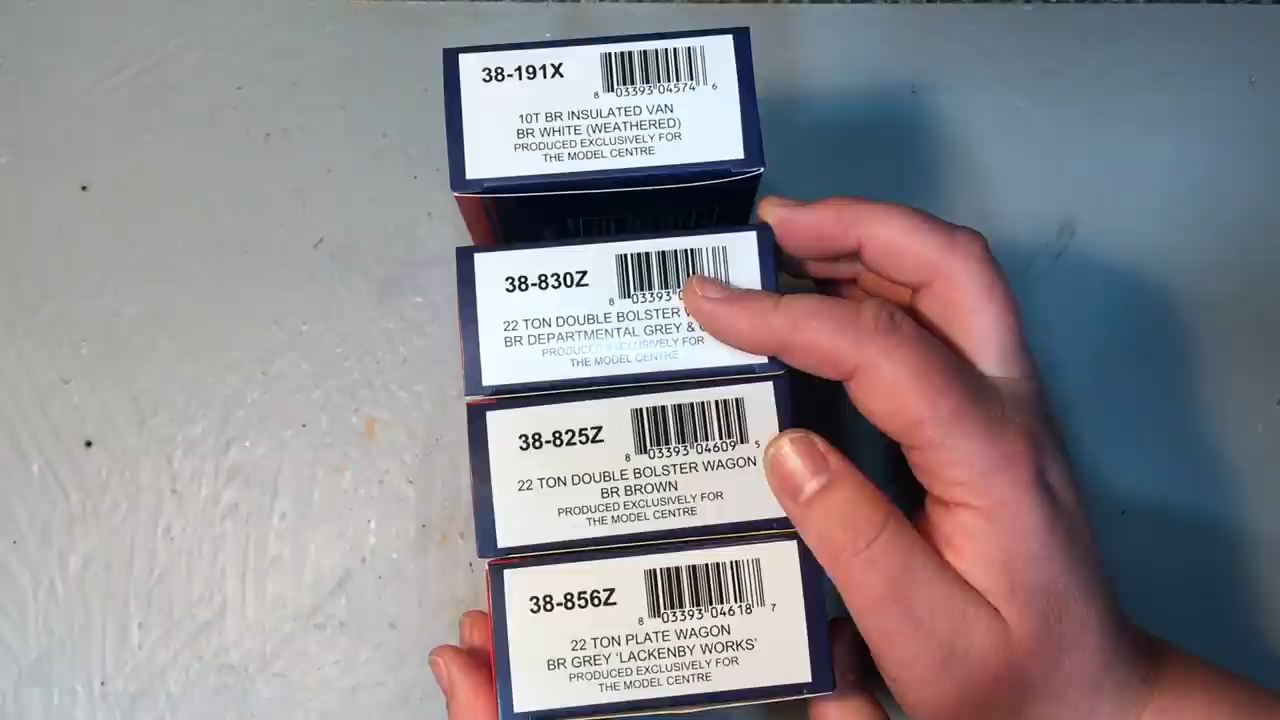 38-191X
8 03393 04574 6
10T BR INSULATED VAN
BR WHITE (WEATHERED)
PRODUCED EXCLUSIVELY FOR
THE MODEL CENTRE
38-830Z
8 03393
22 TON DOUBLE BOLSTER
BR DEPARTMENTAL GREY &
PRODUCED EXCLUSIVELY FOR
THE MODEL CENTRE
38-825Z
8 03393 04609 5
22 TON DOUBLE BOLSTER WAGON
BR BROWN
PRODUCED EXCLUSIVELY FOR
THE MODEL CENTRE
38-856Z
8 03393 04618 7
22 TON PLATE WAGON
BR GREY 'LACKENBY WORKS'
PRODUCED EXCLUSIVELY FOR
THE MODEL CENTRE